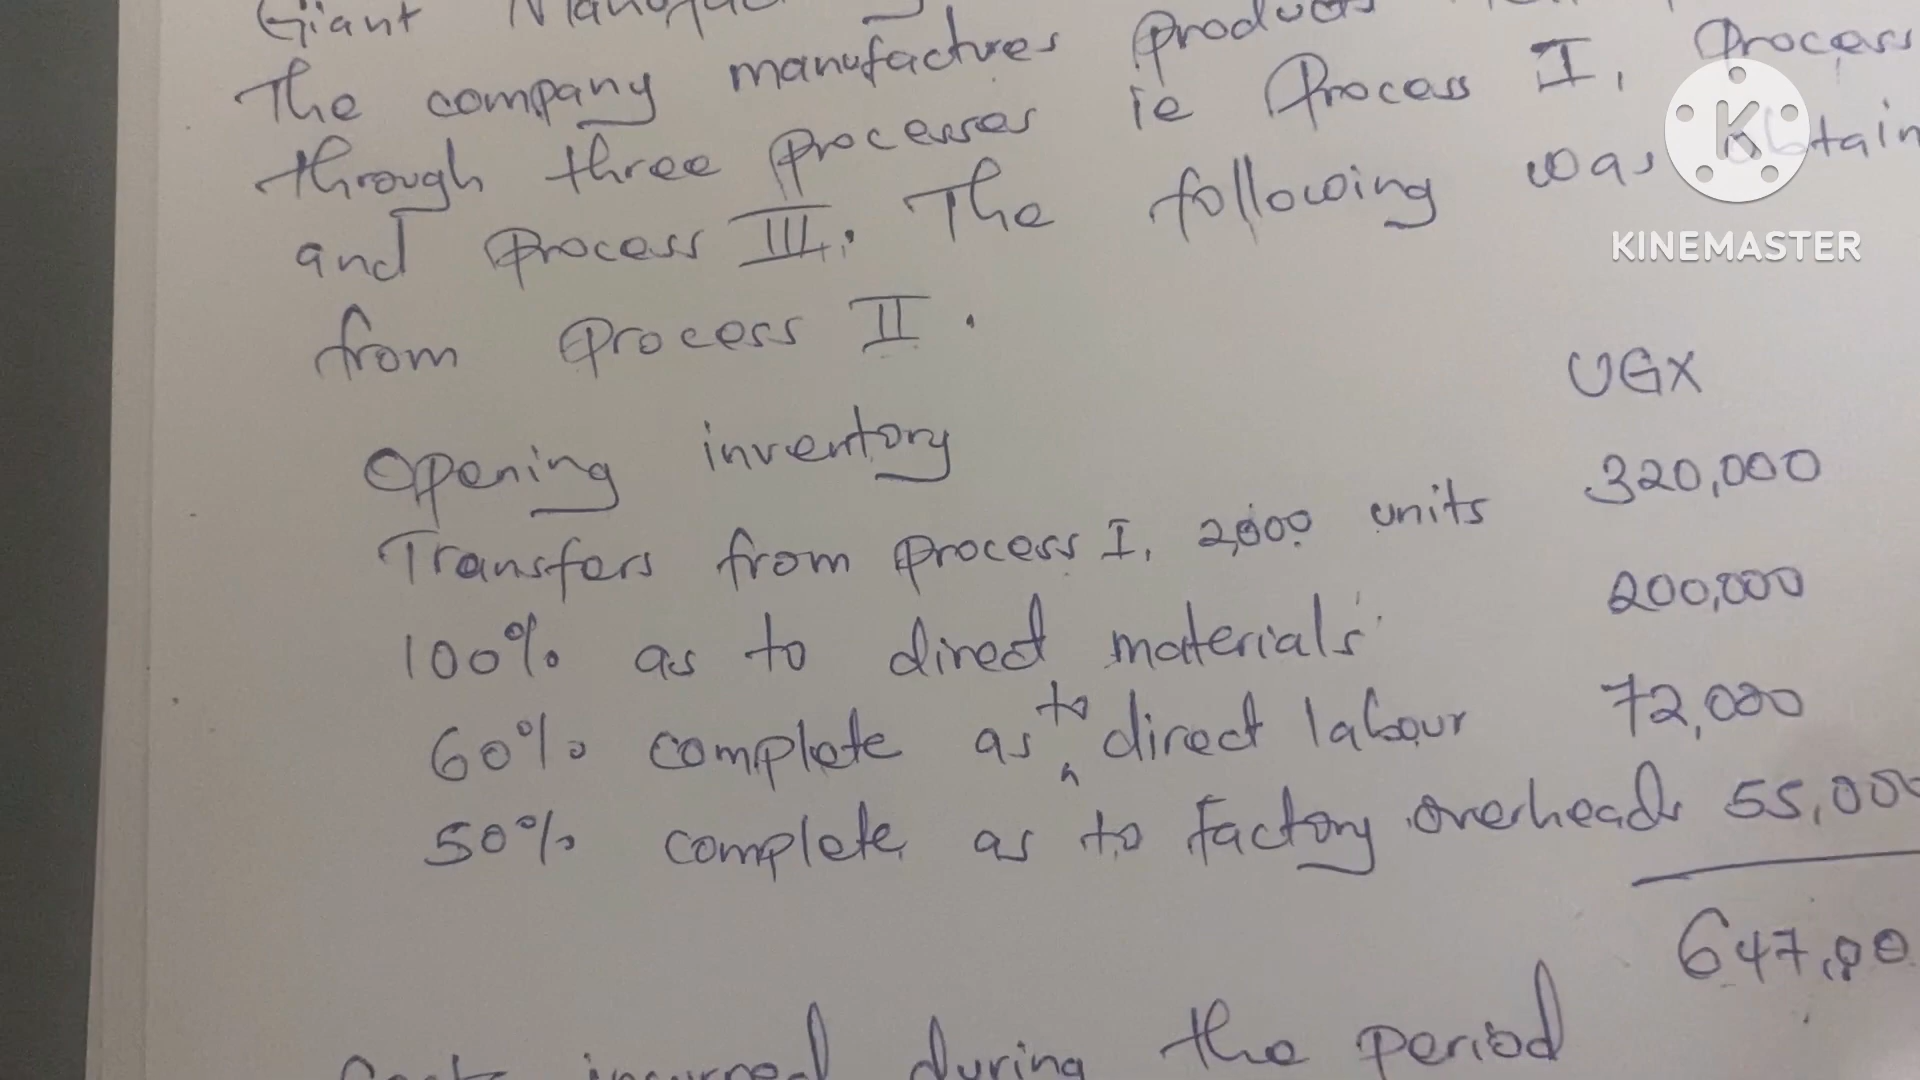 Giant
The company manufactures products
through three processes ie Process I, Process
and process III. The following was obtain
from process II.
UGX
Opening inventory
Transfers from process I, 2,000 units 320,000
100% as to direct materials 200,000
60% complete as to direct labour 72,000
50% complete as to factory overheads 55,000
647,00
incurred during the period
K
KINEMASTER